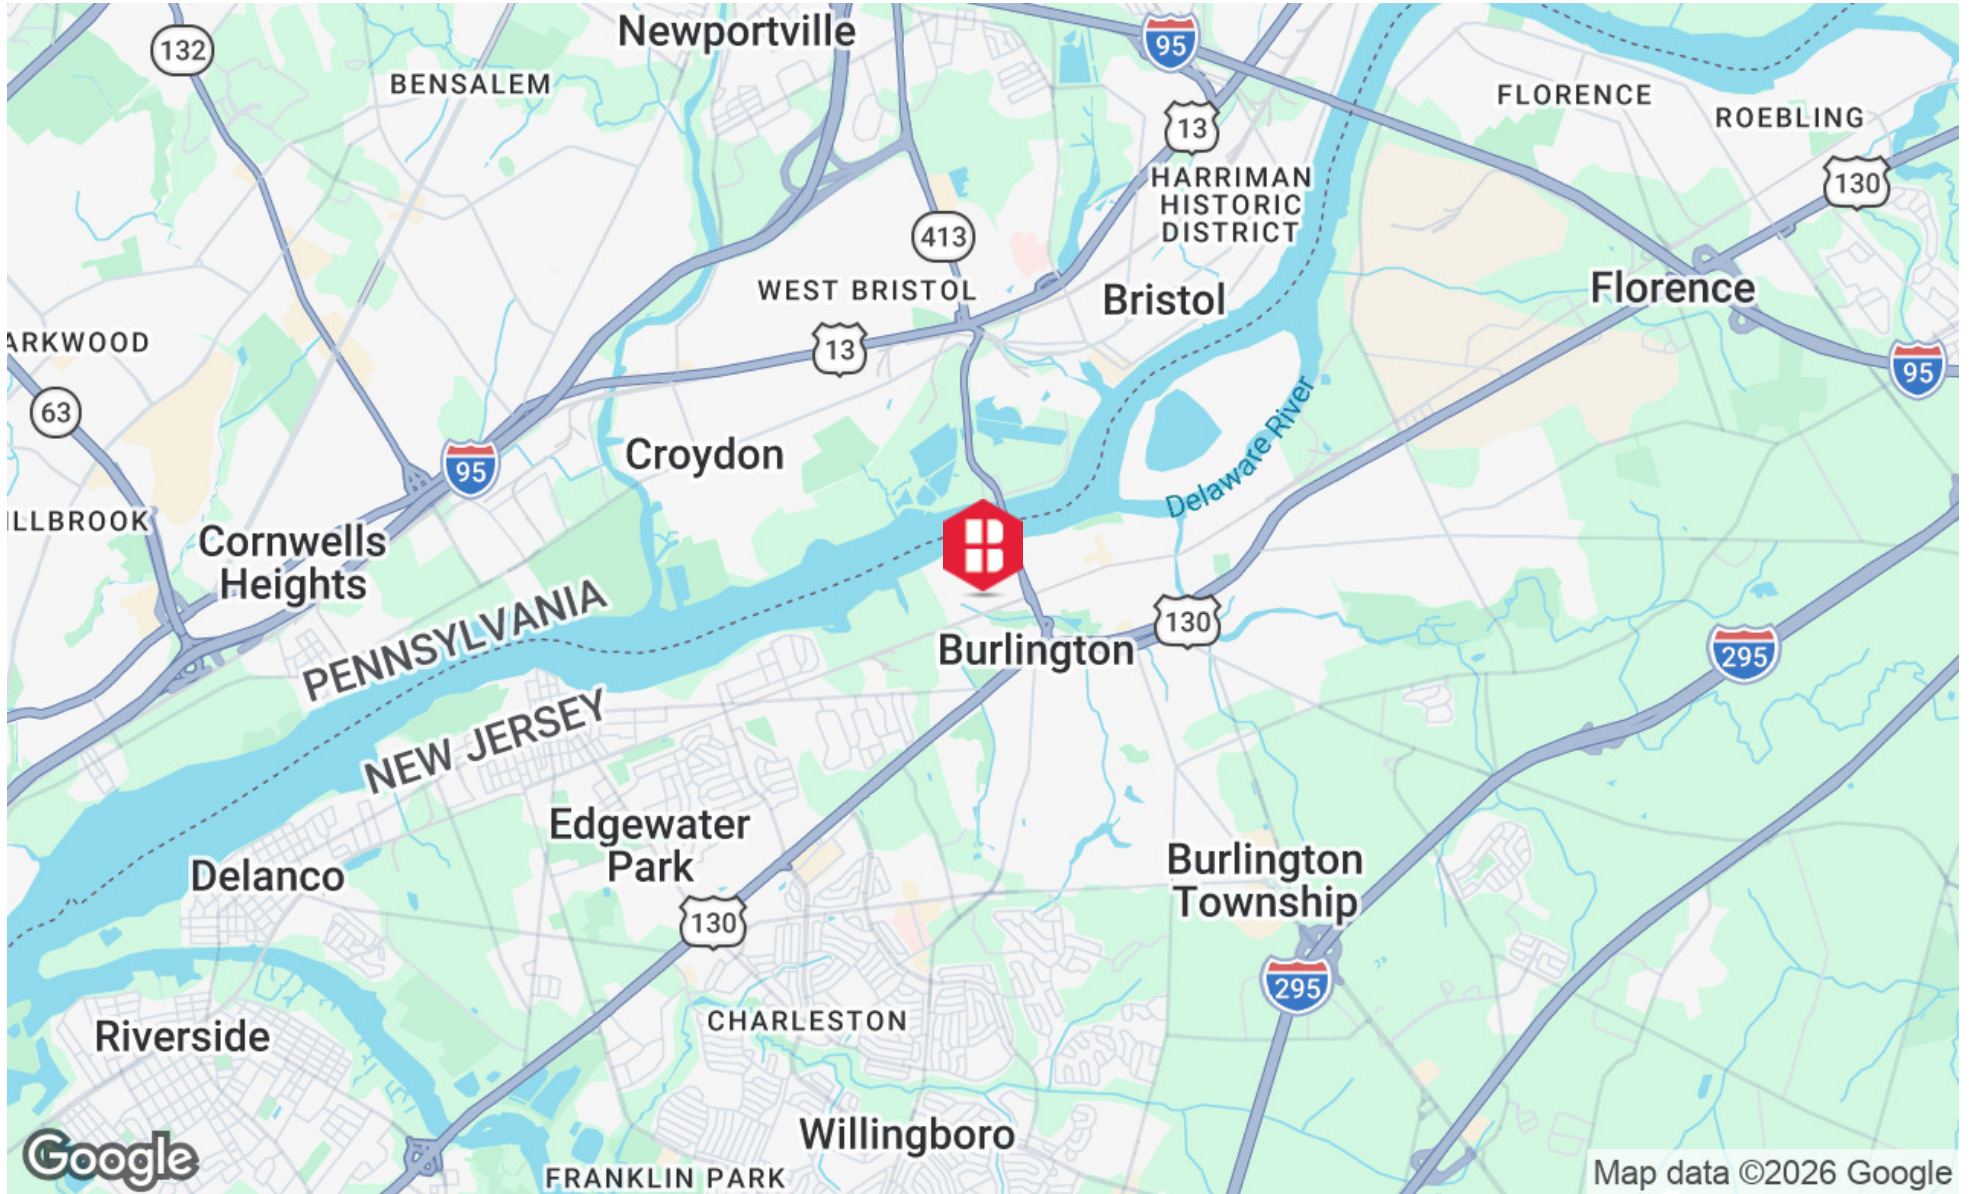 Newportville
132
BENSALEM
95
FLORENCE
ROEBLING
13
130
HARRIMAN
HISTORIC
DISTRICT
413
WEST BRISTOL
Bristol
Florence
ARKWOOD
13
95
63
Croydon
95
Delaware River
ILLBROOK
Cornwells
Heights
PENNSYLVANIA
130
Burlington
295
NEW JERSEY
Edgewater
Park
Burlington
Township
Delanco
130
295
CHARLESTON
Riverside
Willingboro
Google
FRANKLIN PARK
Map data ©2026 Google